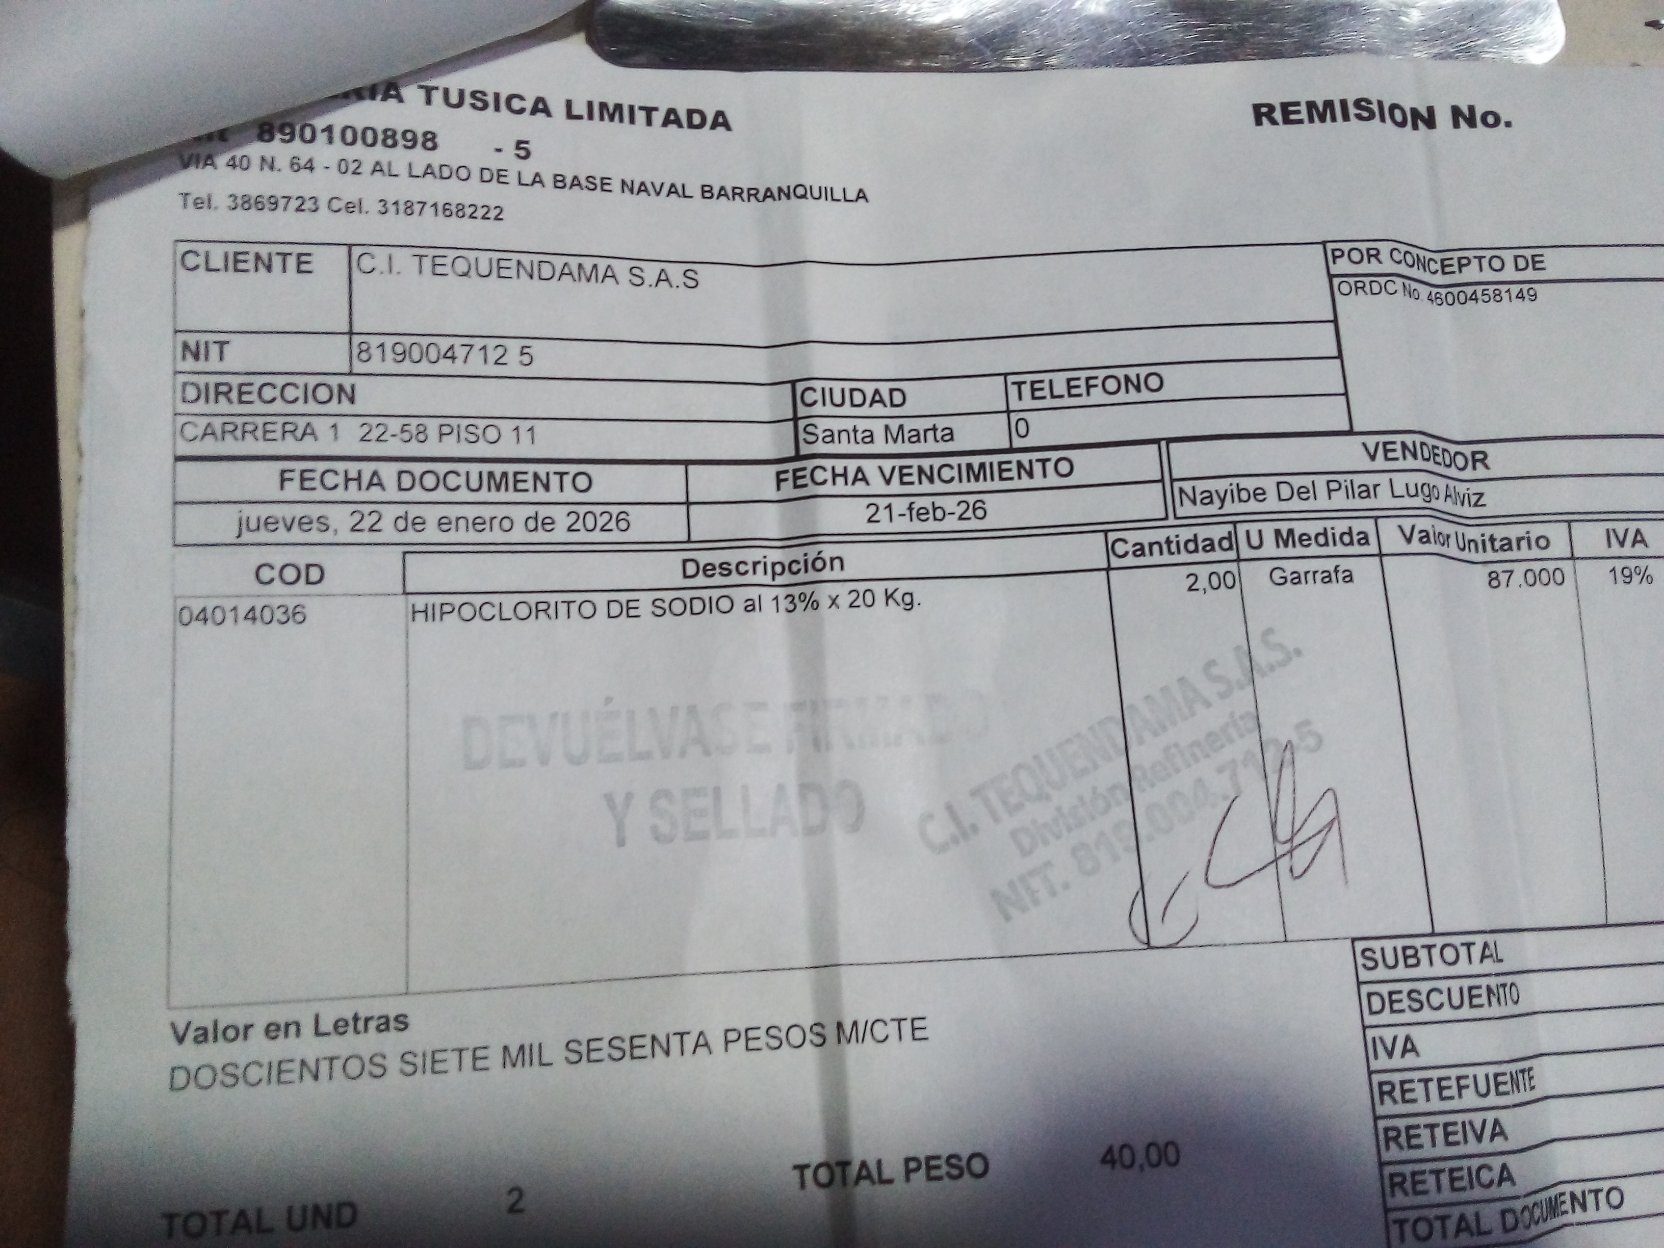 TUSICA LIMITADA
890100898 - 5
VIA 40 N. 64 - 02 AL LADO DE LA BASE NAVAL BARRANQUILLA
Tel. 3869723 Cel. 3187168222
REMISION No.
CLIENTE C.I. TEQUENDAMA S.A.S
POR CONCEPTO DE
ORDC No. 4600458149
NIT 819004712 5
DIRECCION CIUDAD TELEFONO
CARRERA 1 22-58 PISO 11 Santa Marta 0
FECHA DOCUMENTO FECHA VENCIMIENTO VENDEDOR
jueves, 22 de enero de 2026 21-feb-26 Nayibe Del Pilar Lugo Alviz
COD Descripción Cantidad U Medida Valor Unitario IVA
04014036 HIPOCLORITO DE SODIO al 13% x 20 Kg. 2,00 Garrafa 87.000 19%
DEVUÉLVASE FIRMADO
Y SELLADO
C.I. TEQUENDAMA S.A.S.
División Refinería
NIT. 819.004.712-5
SUBTOTAL
DESCUENTO
IVA
RETEFUENTE
RETEIVA
RETEICA
TOTAL DOCUMENTO
Valor en Letras
DOSCIENTOS SIETE MIL SESENTA PESOS M/CTE
TOTAL UND 2 TOTAL PESO 40,00